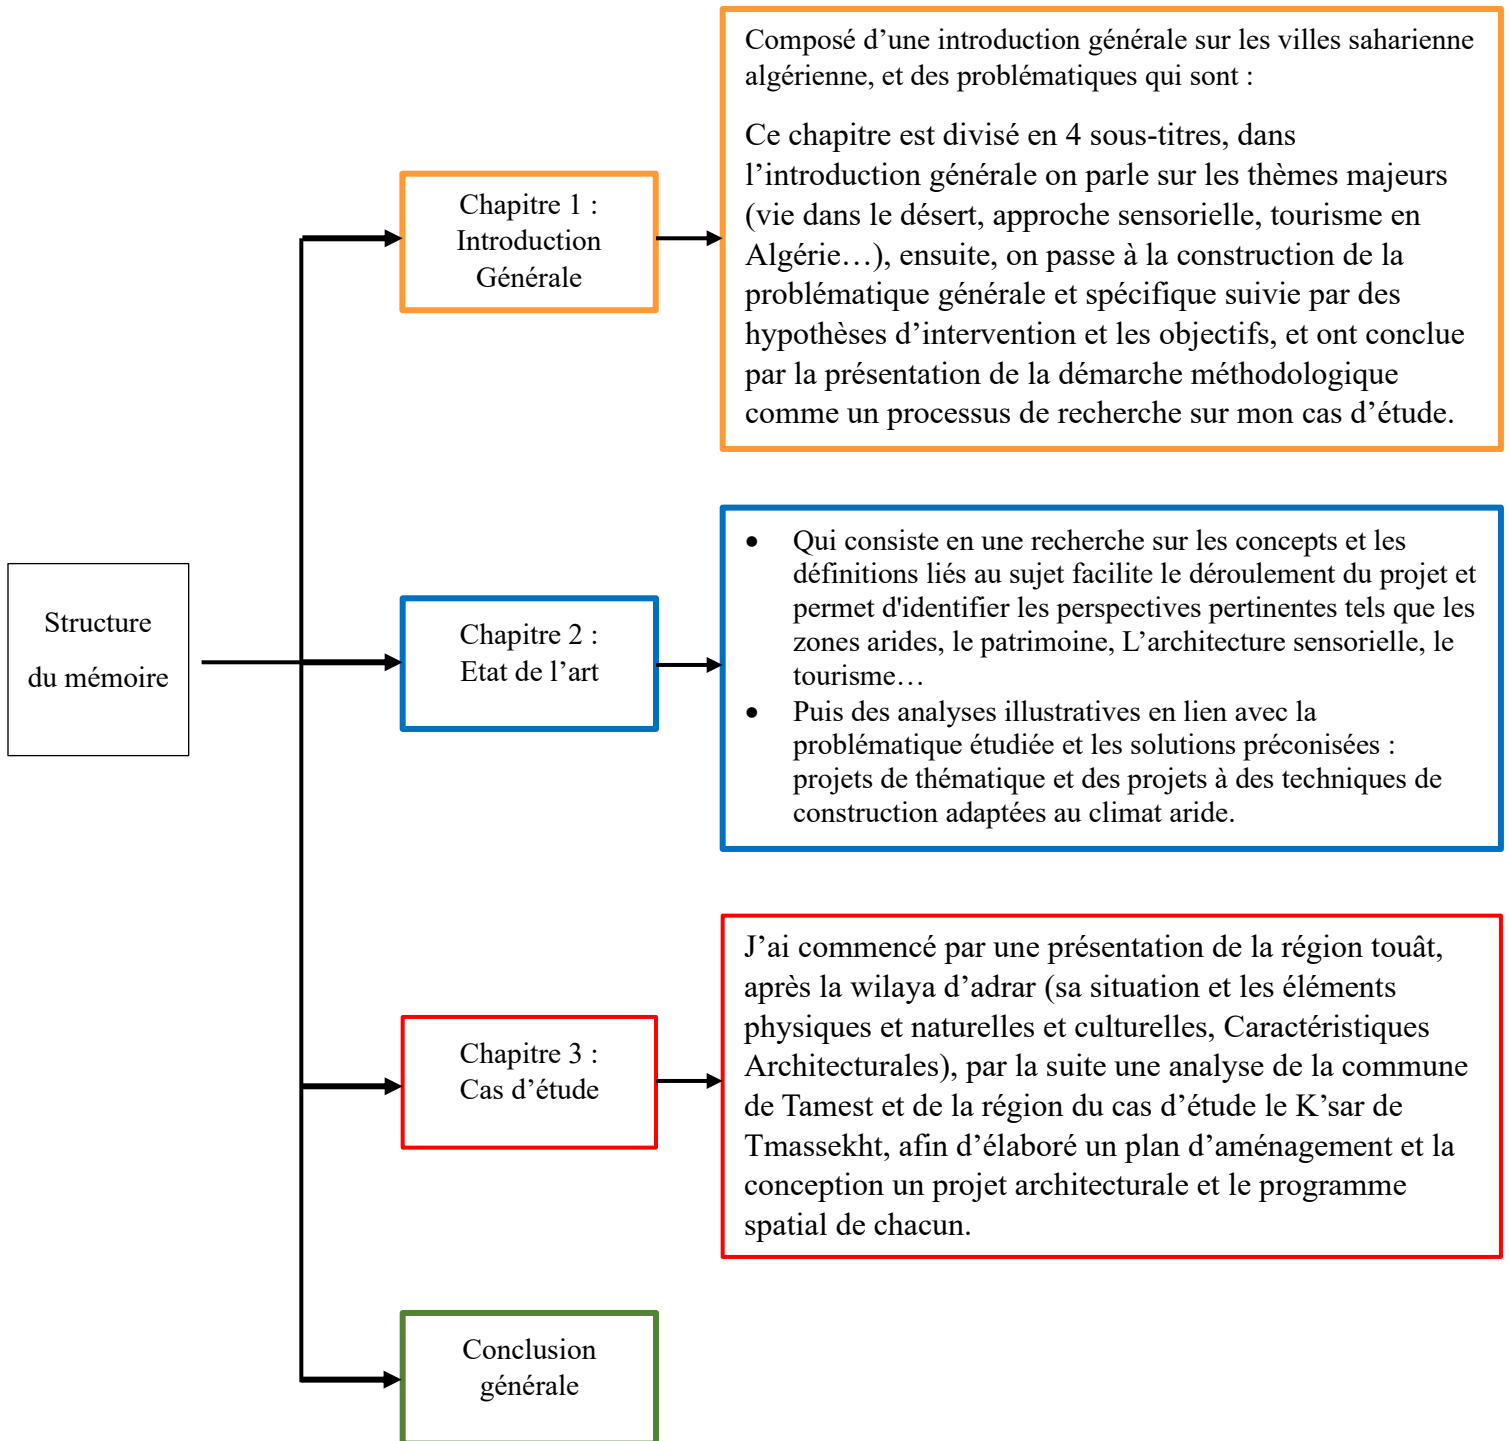 Structure
du mémoire
Chapitre 1 :
Introduction
Générale
Composé d’une introduction générale sur les villes saharienne
algérienne, et des problématiques qui sont :
Ce chapitre est divisé en 4 sous-titres, dans
l’introduction générale on parle sur les thèmes majeurs
(vie dans le désert, approche sensorielle, tourisme en
Algérie…), ensuite, on passe à la construction de la
problématique générale et spécifique suivie par des
hypothèses d’intervention et les objectifs, et ont conclue
par la présentation de la démarche méthodologique
comme un processus de recherche sur mon cas d’étude.
Chapitre 2 :
Etat de l’art
• Qui consiste en une recherche sur les concepts et les
définitions liés au sujet facilite le déroulement du projet et
permet d'identifier les perspectives pertinentes tels que les
zones arides, le patrimoine, L’architecture sensorielle, le
tourisme…
• Puis des analyses illustratives en lien avec la
problématique étudiée et les solutions préconisées :
projets de thématique et des projets à des techniques de
construction adaptées au climat aride.
Chapitre 3 :
Cas d’étude
J’ai commencé par une présentation de la région touât,
après la wilaya d’adrar (sa situation et les éléments
physiques et naturelles et culturelles, Caractéristiques
Architecturales), par la suite une analyse de la commune
de Tamest et de la région du cas d’étude le K’sar de
Tmassekht, afin d’élaboré un plan d’aménagement et la
conception un projet architecturale et le programme
spatial de chacun.
Conclusion
générale